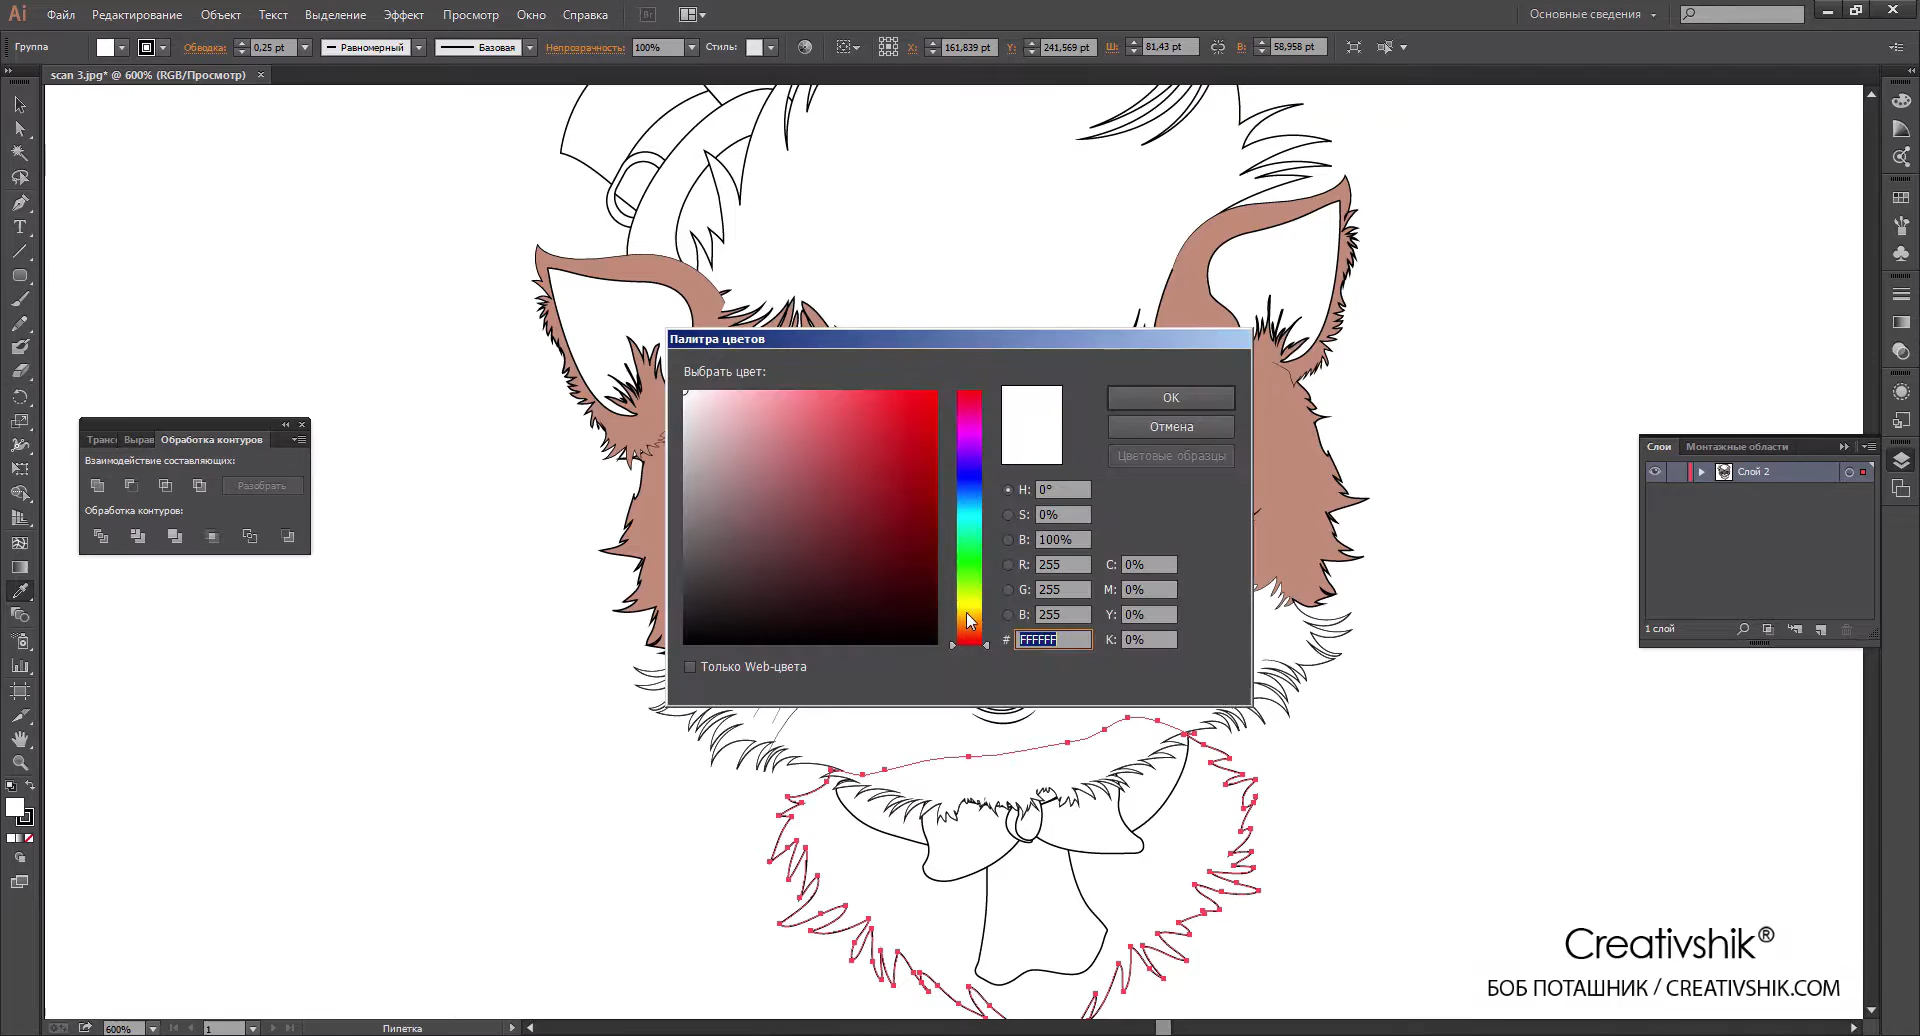 Ai Файл Редактирование Объект Текст Выделение Эффект Просмотр Окно Справка Br Основные сведения
Группа Обводка: 0,25 pt Равномерный Базовая Непрозрачность: 100% Стиль: X: 161,839 pt Y: 241,569 pt Ш: 81,43 pt В: 58,958 pt
scan 3.jpg* @ 600% (RGB/Просмотр)
Палитра цветов
Выбрать цвет:
OK
Отмена
Цветовые образцы
H: 0°
S: 0%
B: 100%
R: 255 C: 0%
G: 255 M: 0%
B: 255 Y: 0%
# FFFFFF K: 0%
Только Web-цвета
Транс Вырав Обработка контуров
Взаимодействие составляющих:
Разобрать
Обработка контуров:
Слои Монтажные области
Слой 2
1 слой
Creativshik®
БОБ ПОТАШНИК / CREATIVSHIK.COM
600% 1 Пипетка